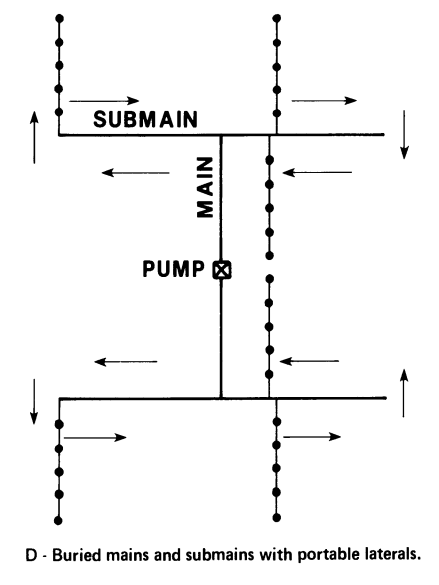 SUBMAIN
MAIN
PUMP
D - Buried mains and submains with portable laterals.